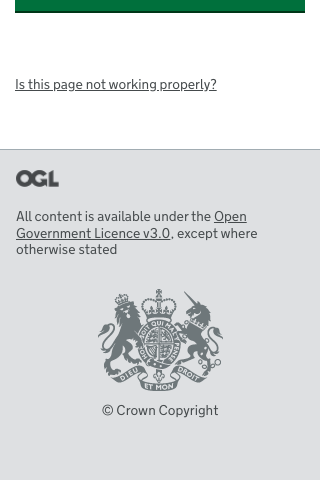 Is this page not working properly?
OGL
All content is available under the Open
Government Licence v3.0, except where
otherwise stated
HONI SOIT QUI MAL Y PENSE
DIEU ET MON DROIT
© Crown Copyright